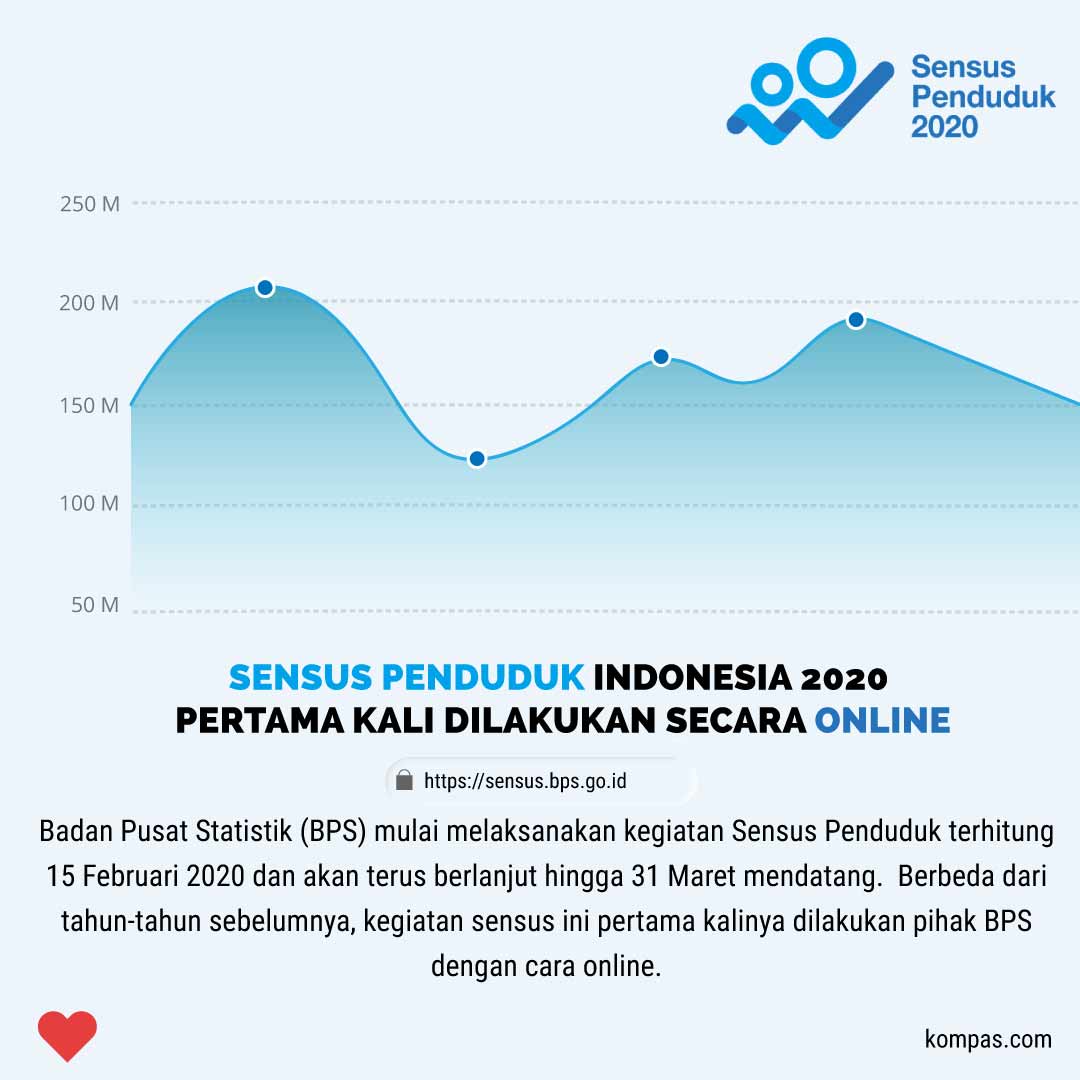 Sensus
Penduduk
2020
250 M
200 M
150 M
100 M
50 M
SENSUS PENDUDUK INDONESIA 2020
PERTAMA KALI DILAKUKAN SECARA ONLINE
https://sensus.bps.go.id
Badan Pusat Statistik (BPS) mulai melaksanakan kegiatan Sensus Penduduk terhitung
15 Februari 2020 dan akan terus berlanjut hingga 31 Maret mendatang.  Berbeda dari
tahun-tahun sebelumnya, kegiatan sensus ini pertama kalinya dilakukan pihak BPS
dengan cara online.
kompas.com